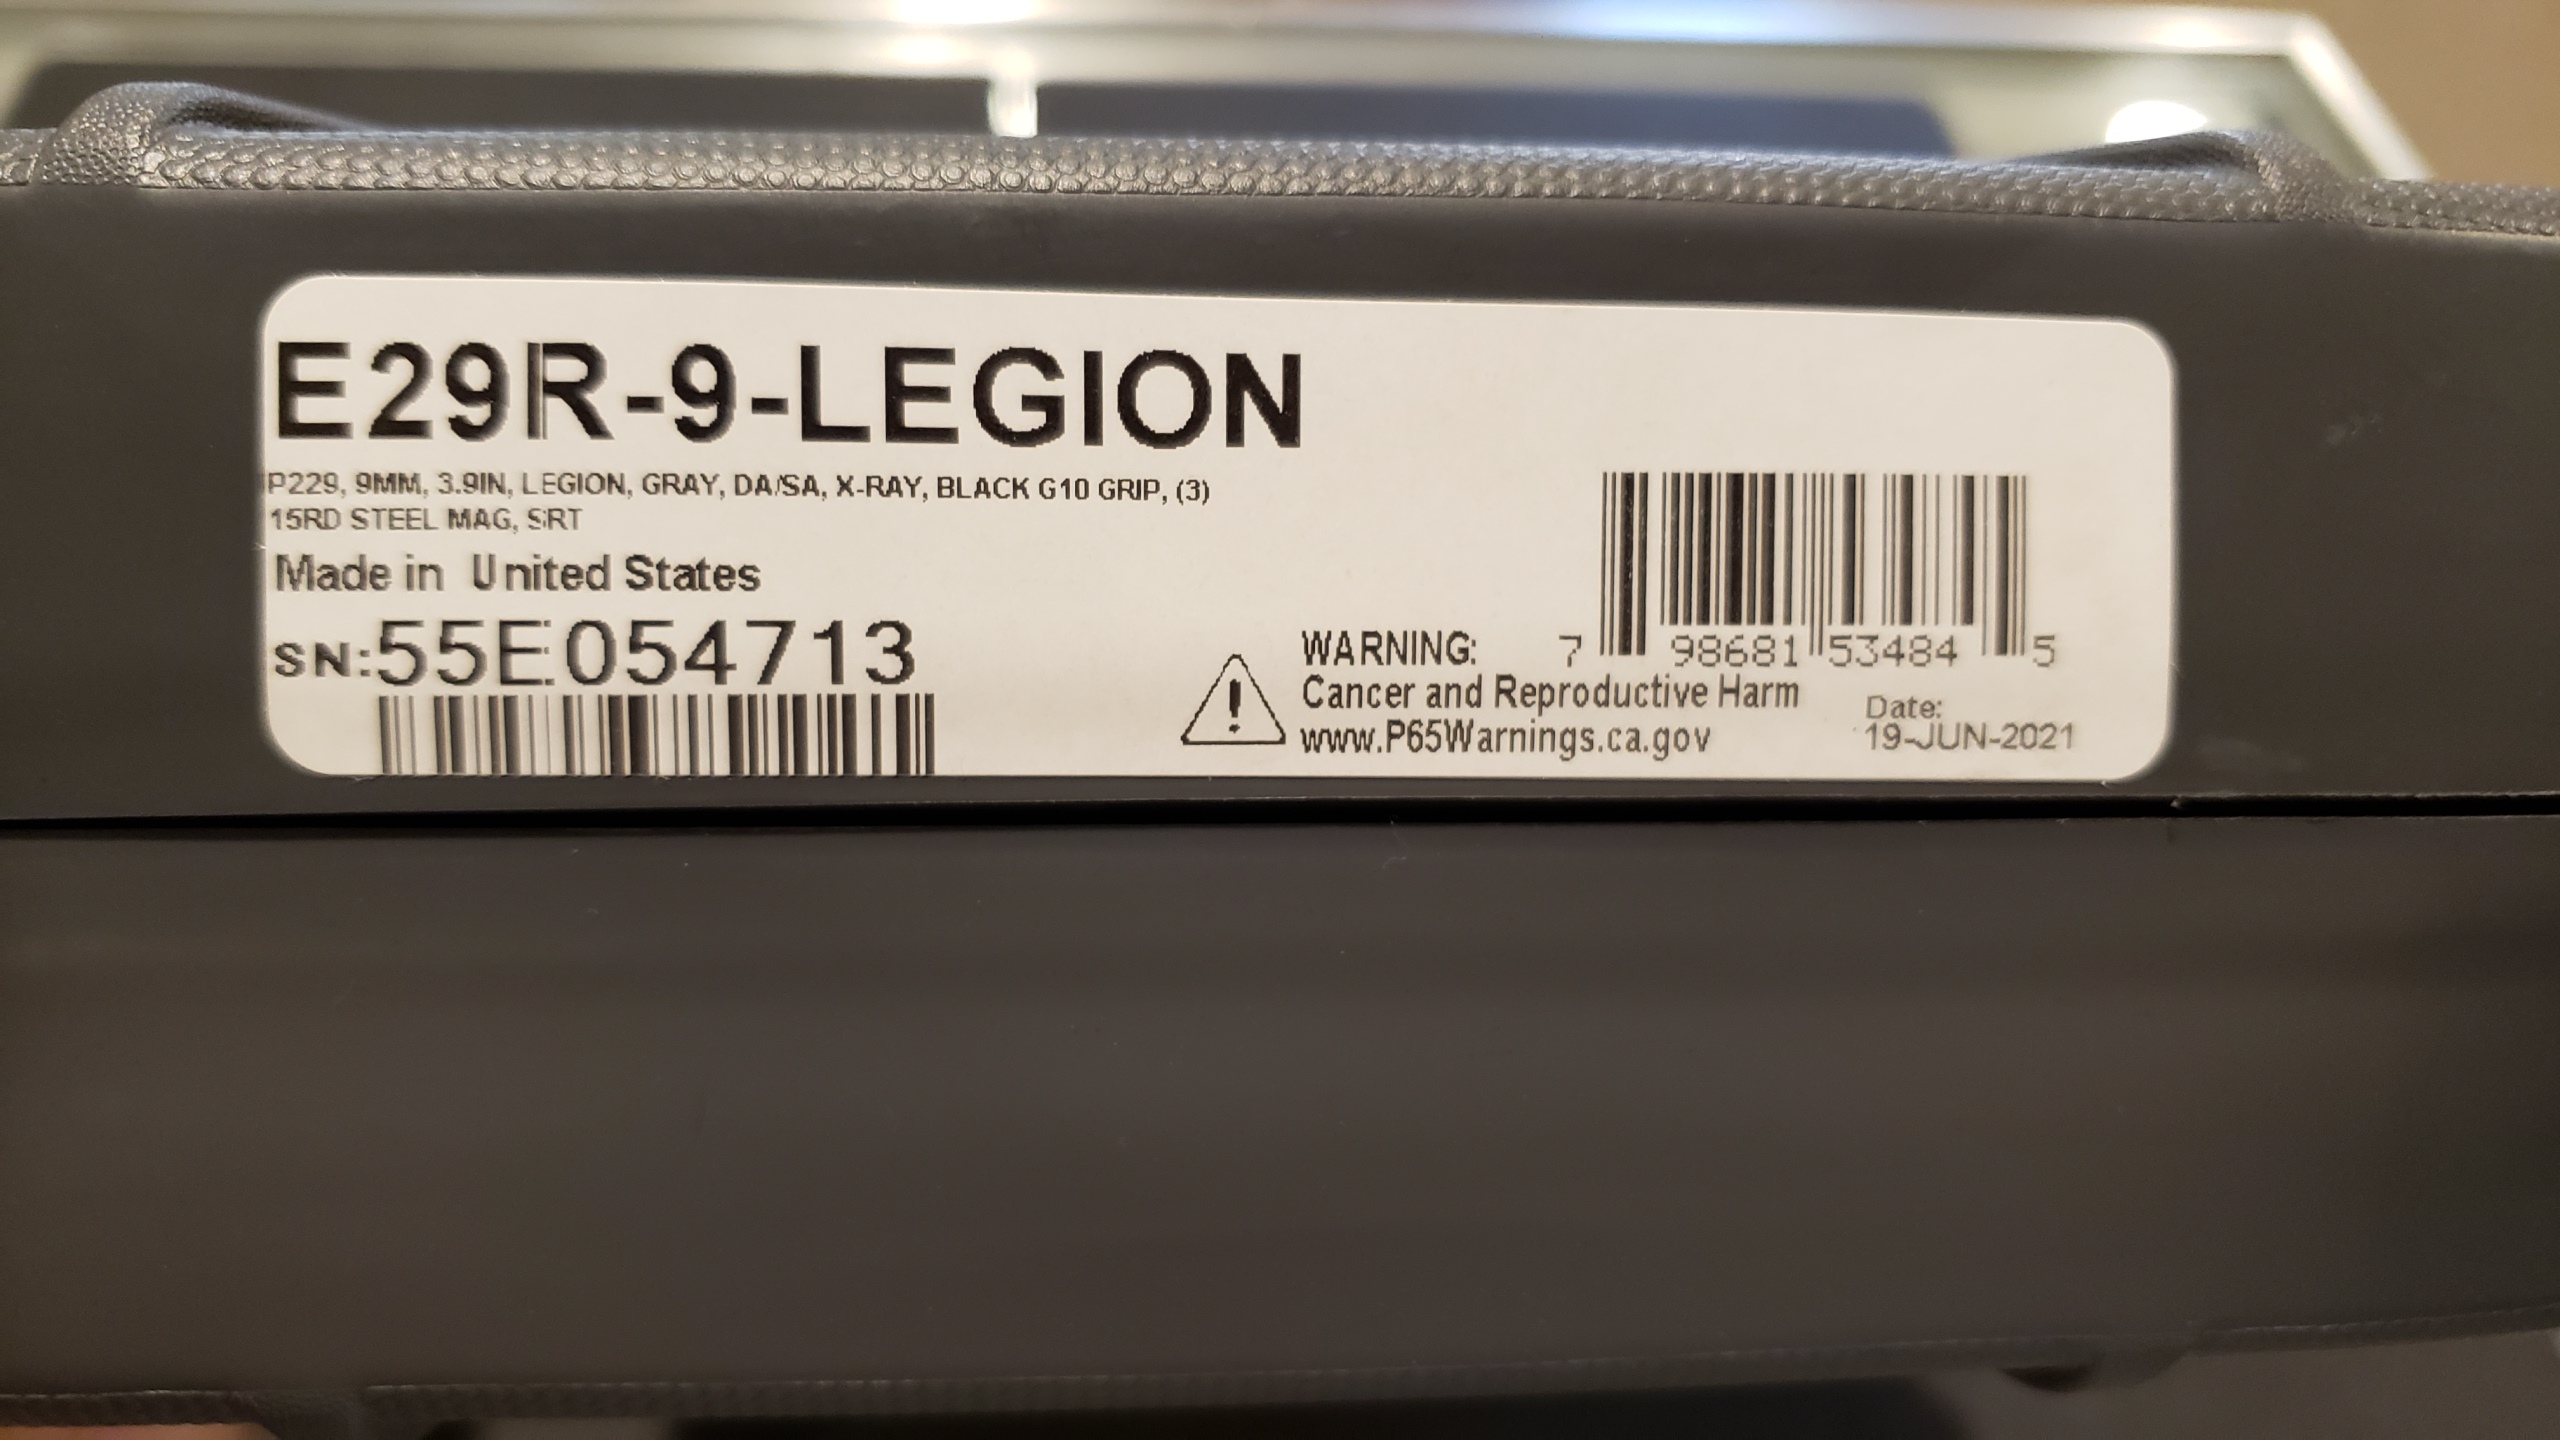 E29R-9-LEGION
P229, 9MM, 3.9IN, LEGION, GRAY, DA/SA, X-RAY, BLACK G10 GRIP, (3)
15RD STEEL MAG, SRT
Made in United States
SN:55E054713
7 98681 53484 5
WARNING:
Cancer and Reproductive Harm
www.P65Warnings.ca.gov
Date:
19-JUN-2021